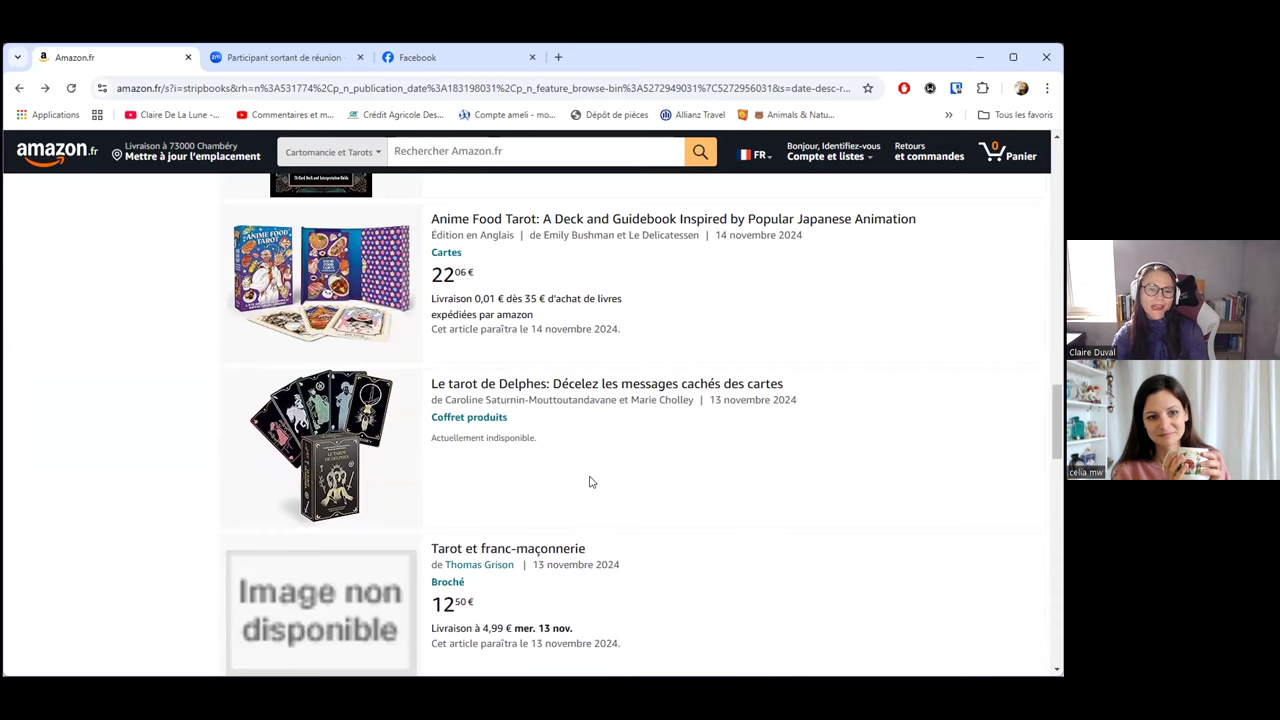 Amazon.fr
Participant sortant de réunion -
Facebook
amazon.fr/s?i=stripbooks&rh=n%3A531774%2Cp_n_publication_date%3A183198031%2Cp_n_feature_browse-bin%3A5272949031%7C5272956031&s=date-desc-r...
Applications
Claire De La Lune -...
Commentaires et m...
Crédit Agricole Des...
Compte ameli - mo...
Dépôt de pièces
Allianz Travel
Animals & Natu...
»
Tous les favoris
amazon.fr
Livraison à 73000 Chambéry
Mettre à jour l'emplacement
Cartomancie et Tarots
Rechercher Amazon.fr
FR
Bonjour, Identifiez-vous
Compte et listes
Retours
et commandes
0
Panier
Anime Food Tarot: A Deck and Guidebook Inspired by Popular Japanese Animation
Édition en Anglais | de Emily Bushman et Le Delicatessen | 14 novembre 2024
Cartes
22 06 €
Livraison 0,01 € dès 35 € d'achat de livres
expédiées par amazon
Cet article paraîtra le 14 novembre 2024.
ANIME FOOD TAROT
Le tarot de Delphes: Décelez les messages cachés des cartes
de Caroline Saturnin-Mouttoutandavane et Marie Cholley | 13 novembre 2024
Coffret produits
Actuellement indisponible.
LE TAROT
DE DELPHES
Tarot et franc-maçonnerie
de Thomas Grison | 13 novembre 2024
Broché
12 50 €
Livraison à 4,99 € mer. 13 nov.
Cet article paraîtra le 13 novembre 2024.
Image non
disponible
Claire Duval
celia mw